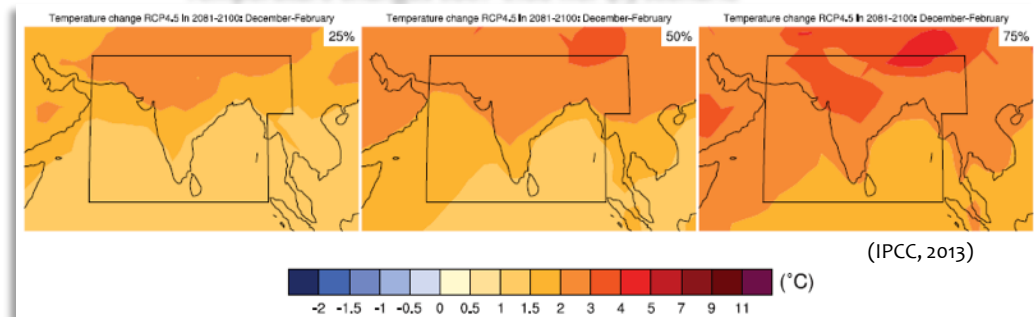 Temperature change RCP4.5 in 2081-2100: December-February
25%
Temperature change RCP4.5 in 2081-2100: December-February
50%
Temperature change RCP4.5 in 2081-2100: December-February
75%
(IPCC, 2013)
(°C)
-2 -1.5 -1 -0.5 0 0.5 1 1.5 2 3 4 5 7 9 11